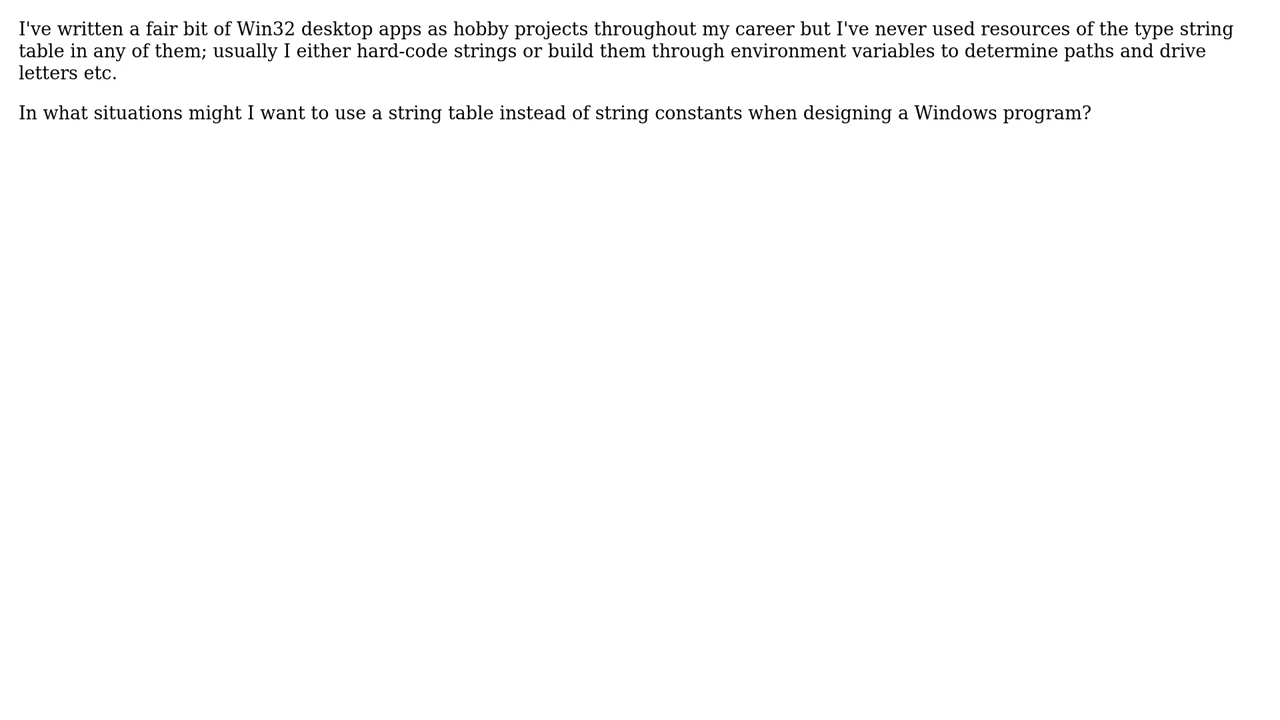 I've written a fair bit of Win32 desktop apps as hobby projects throughout my career but I've never used resources of the type string
table in any of them; usually I either hard-code strings or build them through environment variables to determine paths and drive
letters etc.
In what situations might I want to use a string table instead of string constants when designing a Windows program?